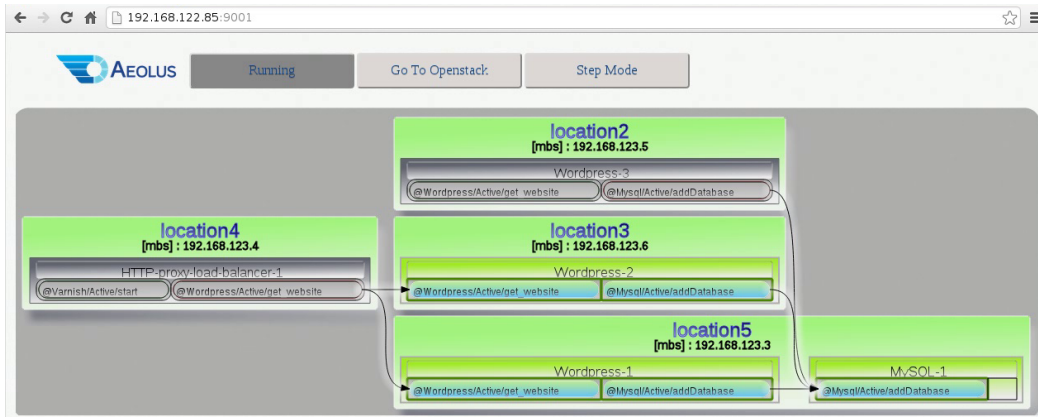 192.168.122.85:9001
AEOLUS
Running
Go To Openstack
Step Mode
location2
[mbs] : 192.168.123.5
Wordpress-3
@Wordpress/Active/get_website
@Mysql/Active/addDatabase
location4
[mbs] : 192.168.123.4
HTTP-proxy-load-balancer-1
@Varnish/Active/start
@Wordpress/Active/get_website
location3
[mbs] : 192.168.123.6
Wordpress-2
@Wordpress/Active/get_website
@Mysql/Active/addDatabase
location5
[mbs] : 192.168.123.3
Wordpress-1
@Wordpress/Active/get_website
@Mysql/Active/addDatabase
MySQL-1
@Mysql/Active/addDatabase